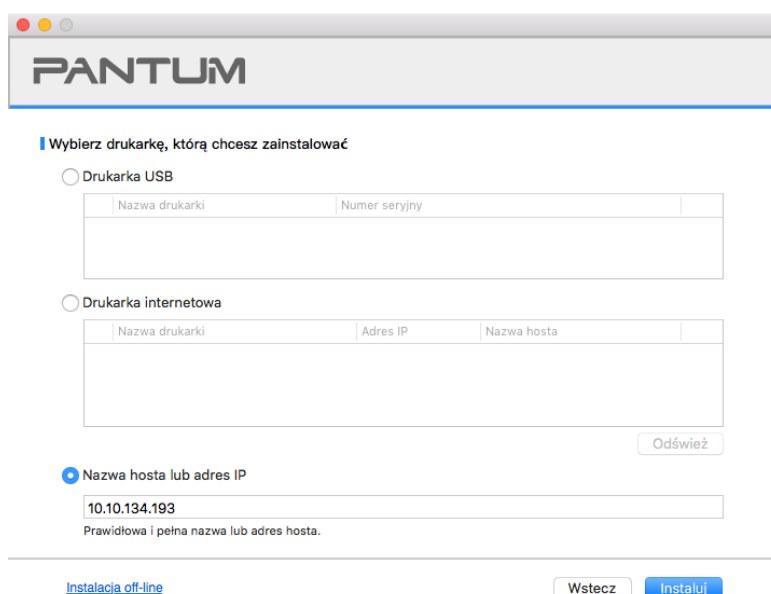 PANTUM
Wybierz drukarkę, którą chcesz zainstalować
Drukarka USB
Nazwa drukarki Numer seryjny
Drukarka internetowa
Nazwa drukarki Adres IP Nazwa hosta
Odśwież
Nazwa hosta lub adres IP
10.10.134.193
Prawidłowa i pełna nazwa lub adres hosta.
Instalacja off-line Wstecz Instaluj